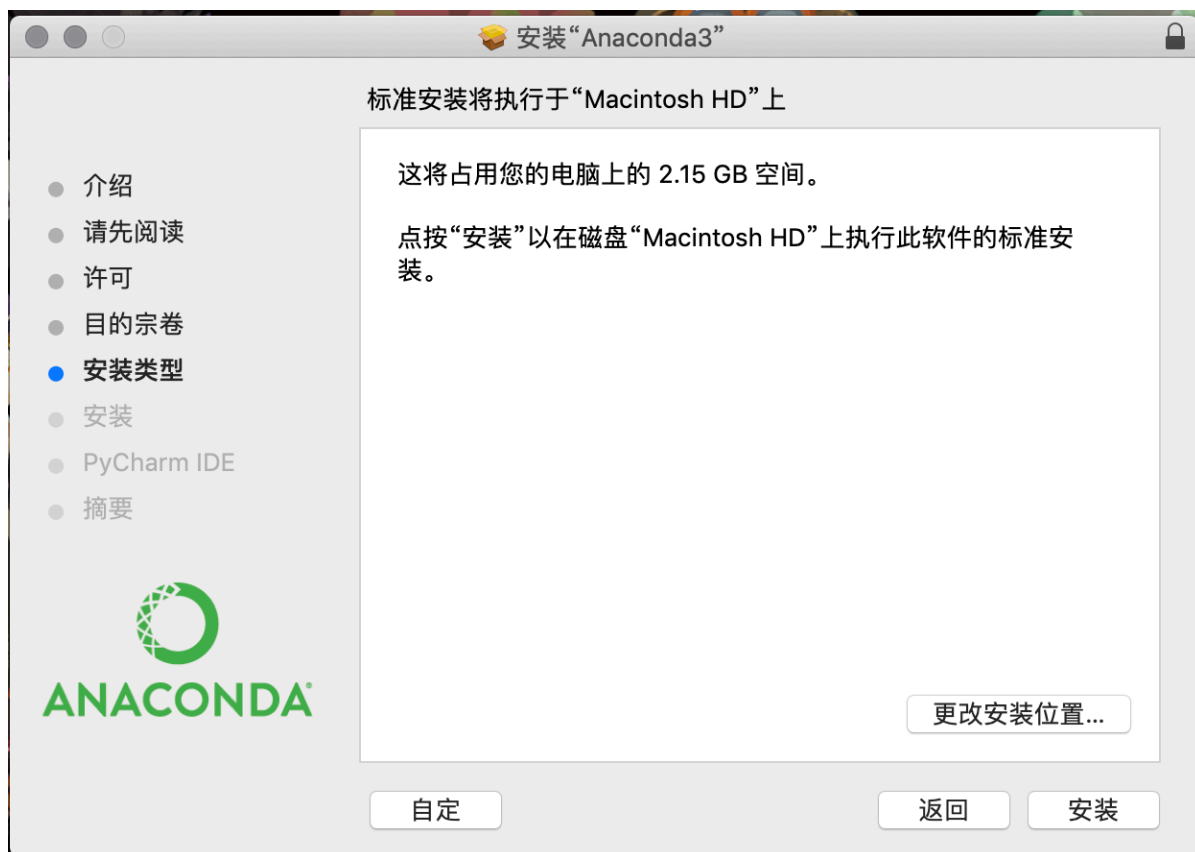 安装“Anaconda3”
标准安装将执行于“Macintosh HD”上
介绍
请先阅读
许可
目的宗卷
安装类型
安装
PyCharm IDE
摘要
ANACONDA®
这将占用您的电脑上的 2.15 GB 空间。
点按“安装”以在磁盘“Macintosh HD”上执行此软件的标准安
装。
更改安装位置...
自定
返回
安装